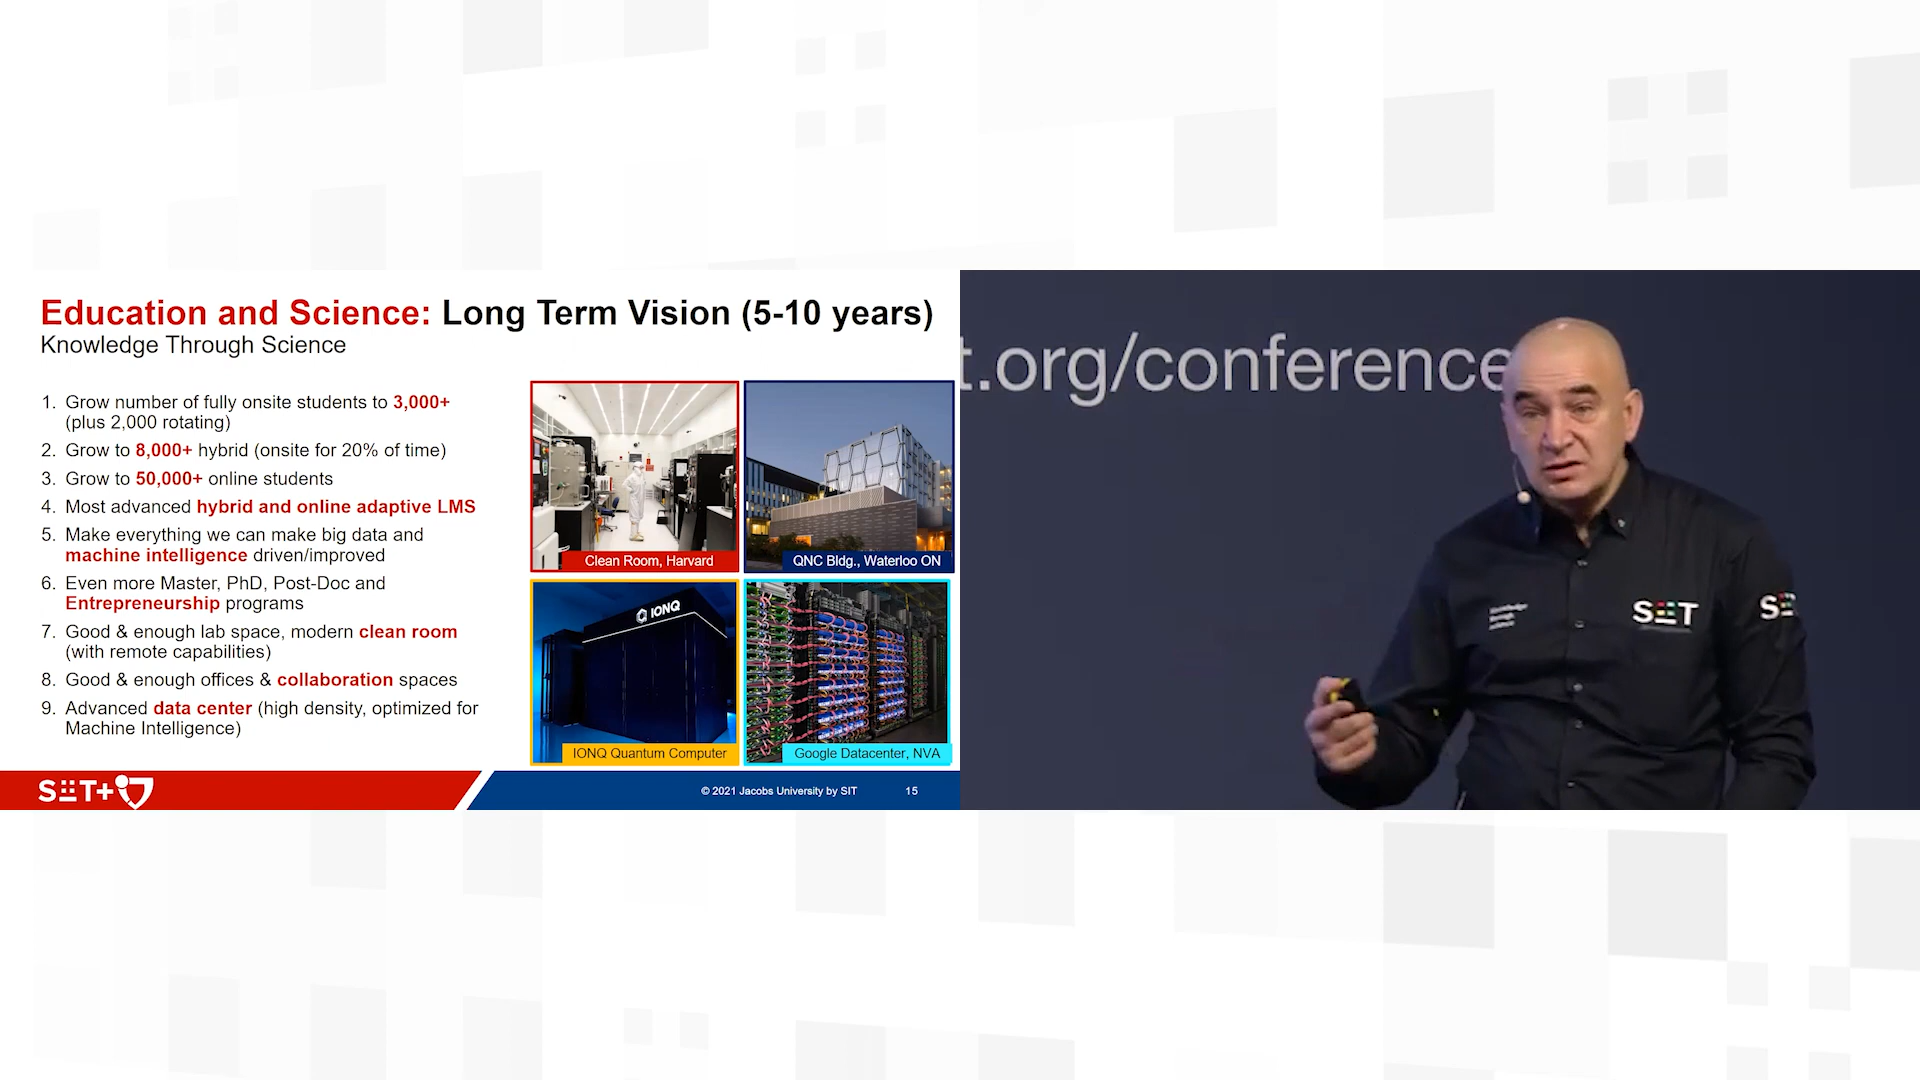 Education and Science: Long Term Vision (5-10 years)
Knowledge Through Science
1. Grow number of fully onsite students to 3,000+
(plus 2,000 rotating)
2. Grow to 8,000+ hybrid (onsite for 20% of time)
3. Grow to 50,000+ online students
4. Most advanced hybrid and online adaptive LMS
5. Make everything we can make big data and
machine intelligence driven/improved
6. Even more Master, PhD, Post-Doc and
Entrepreneurship programs
7. Good & enough lab space, modern clean room
(with remote capabilities)
8. Good & enough offices & collaboration spaces
9. Advanced data center (high density, optimized for
Machine Intelligence)
Clean Room, Harvard
QNC Bldg., Waterloo ON
IONQ
IONQ Quantum Computer
Google Datacenter, NVA
SIT+
© 2021 Jacobs University by SIT
15
t.org/conference
SIT